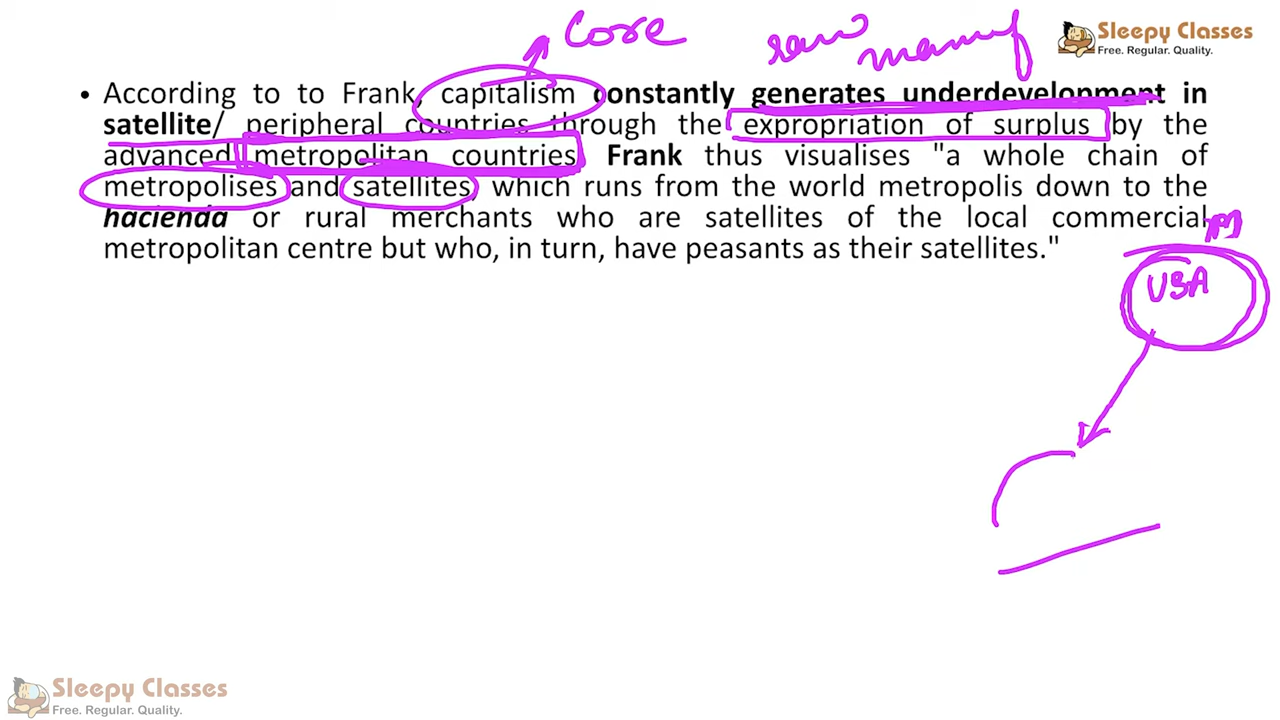 Core
raw manuf
Sleepy Classes
Free. Regular. Quality.
• According to to Frank, capitalism constantly generates underdevelopment in
satellite/ peripheral countries through the expropriation of surplus by the
advanced metropolitan countries Frank thus visualises "a whole chain of
metropolises and satellites, which runs from the world metropolis down to the
hacienda or rural merchants who are satellites of the local commercial
metropolitan centre but who, in turn, have peasants as their satellites."
M
USA
Sleepy Classes
Free. Regular. Quality.